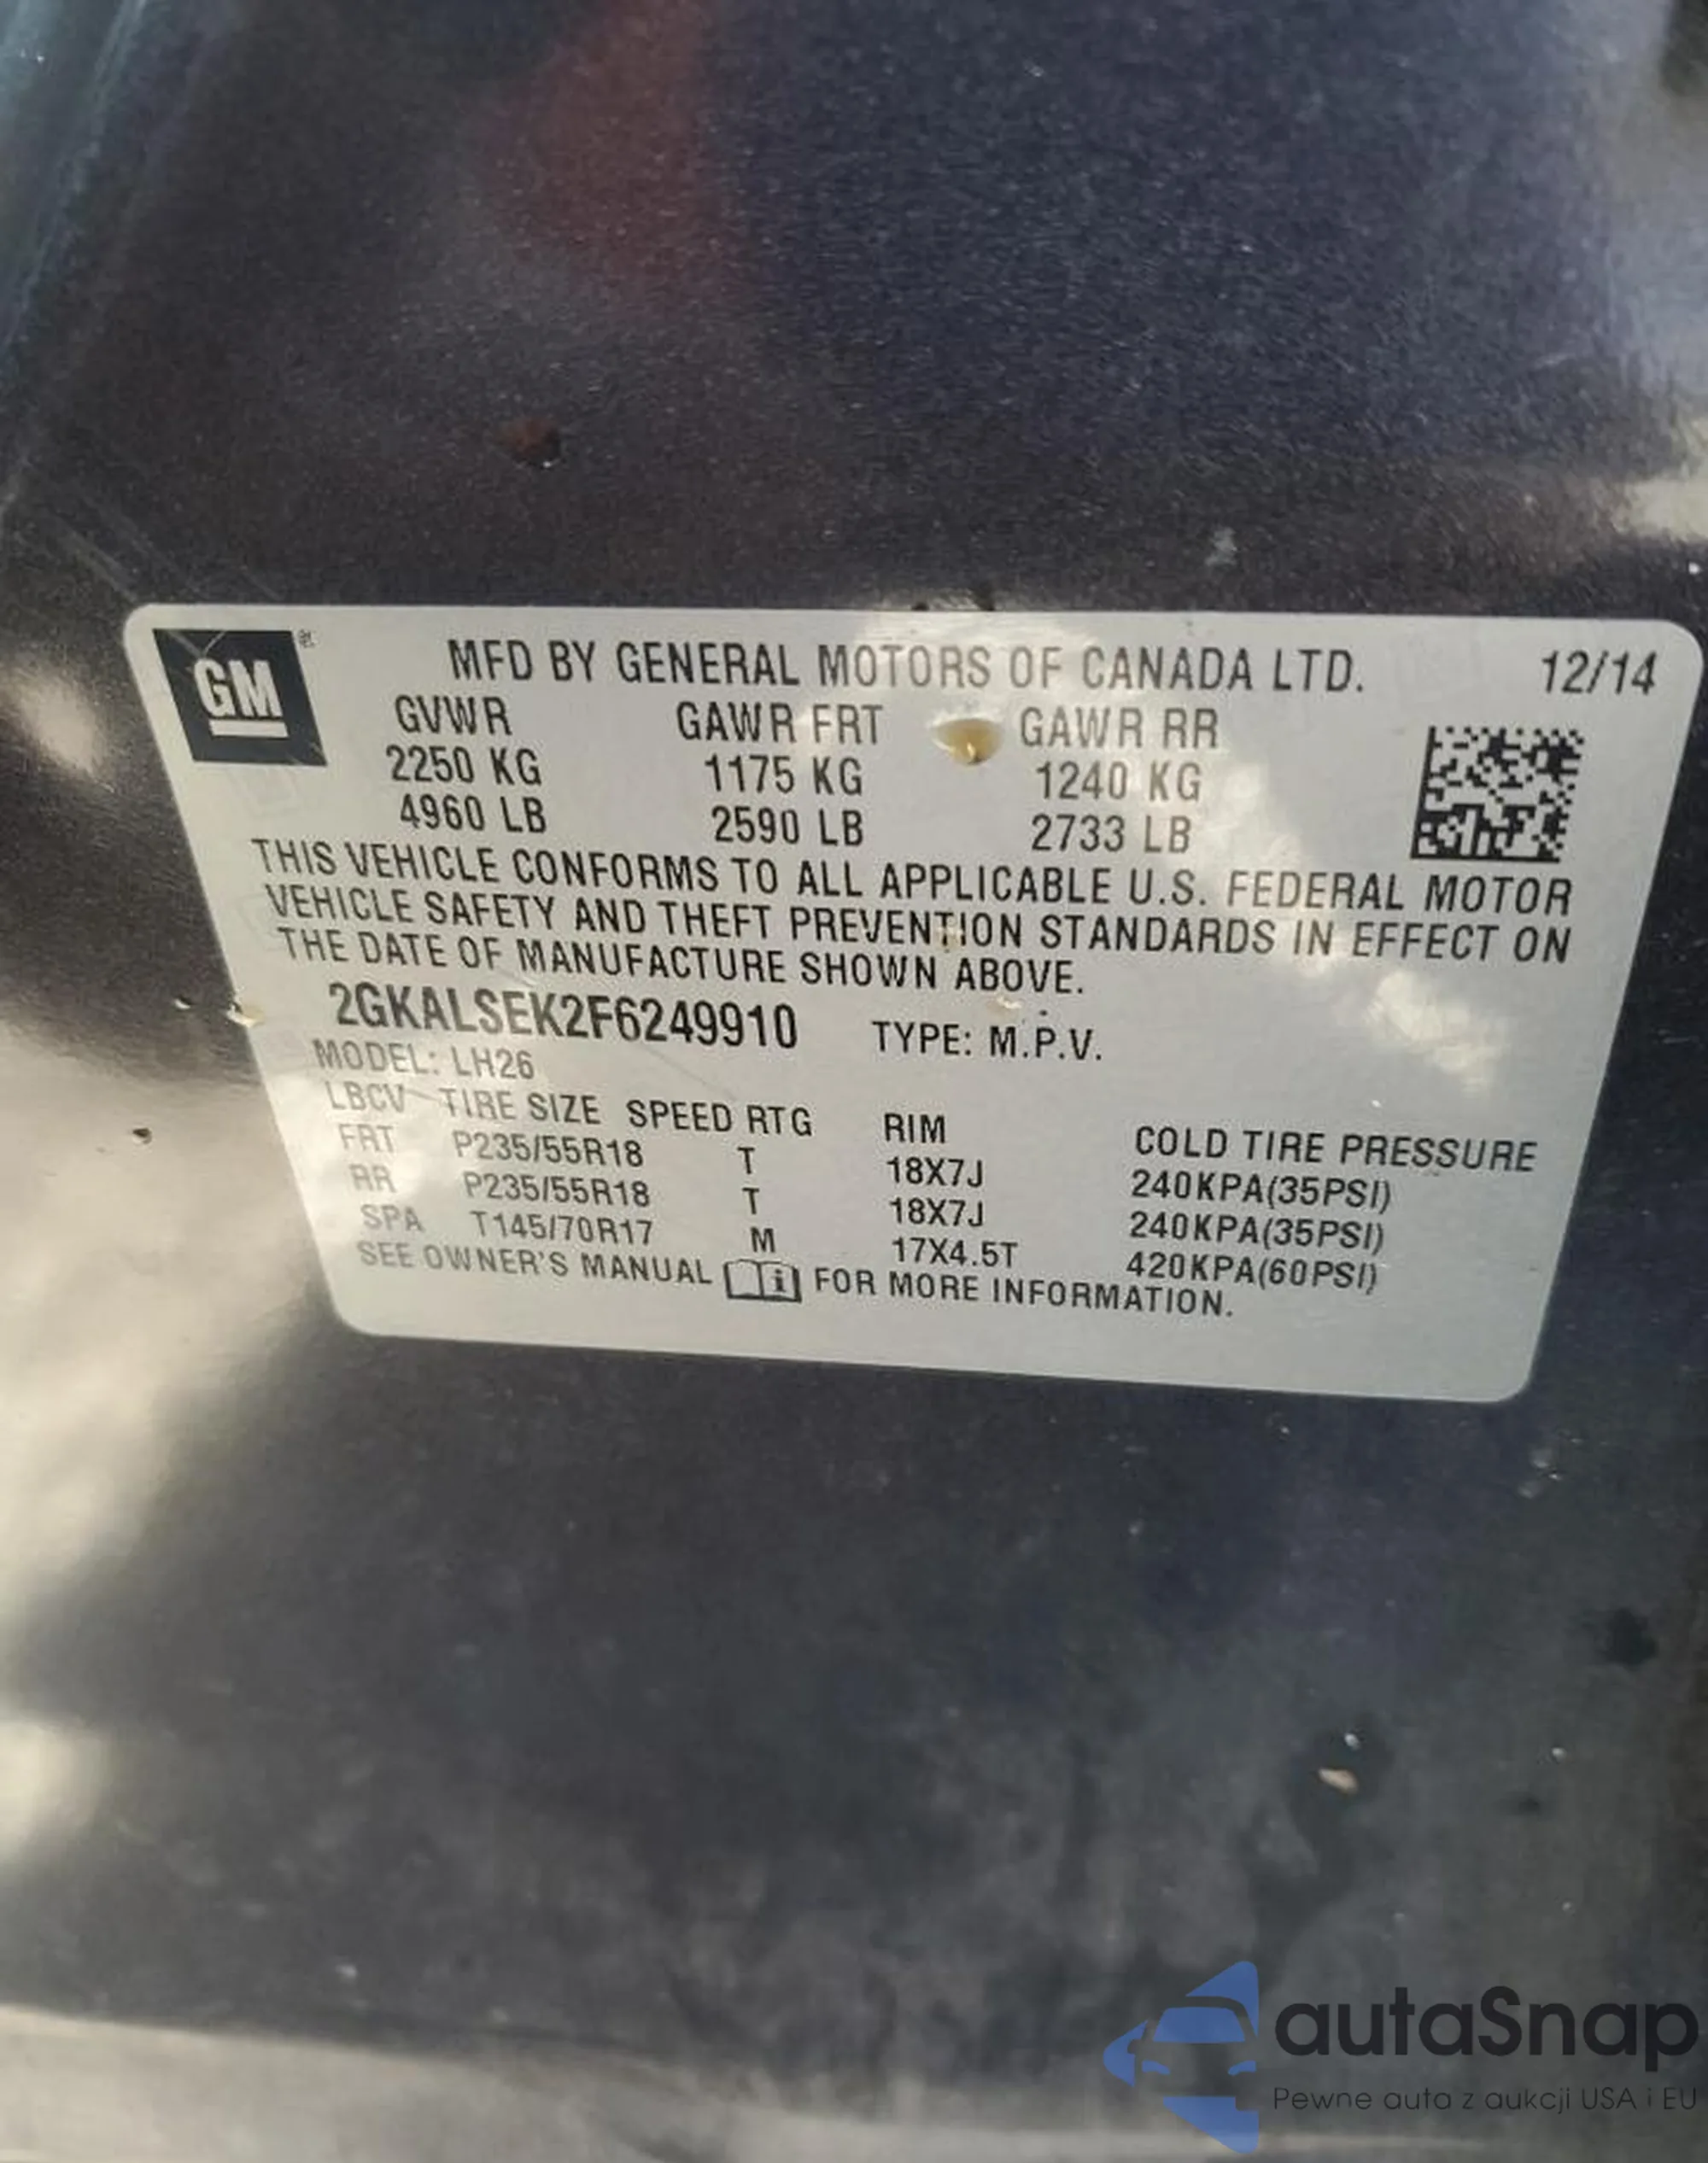 GM
MFD BY GENERAL MOTORS OF CANADA LTD. 12/14
GVWR GAWR FRT GAWR RR
2250 KG 1175 KG 1240 KG
4960 LB 2590 LB 2733 LB
THIS VEHICLE CONFORMS TO ALL APPLICABLE U.S. FEDERAL MOTOR
VEHICLE SAFETY AND THEFT PREVENTION STANDARDS IN EFFECT ON
THE DATE OF MANUFACTURE SHOWN ABOVE.
2GKALSEK2F6249910 TYPE: M.P.V.
MODEL: LH26
LBCV TIRE SIZE SPEED RTG RIM COLD TIRE PRESSURE
FRT P235/55R18 T 18X7J 240KPA(35PSI)
RR P235/55R18 T 18X7J 240KPA(35PSI)
SPA T145/70R17 M 17X4.5T 420KPA(60PSI)
SEE OWNER'S MANUAL i FOR MORE INFORMATION.
autaSnap
Pewne auta z aukcji USA i EU